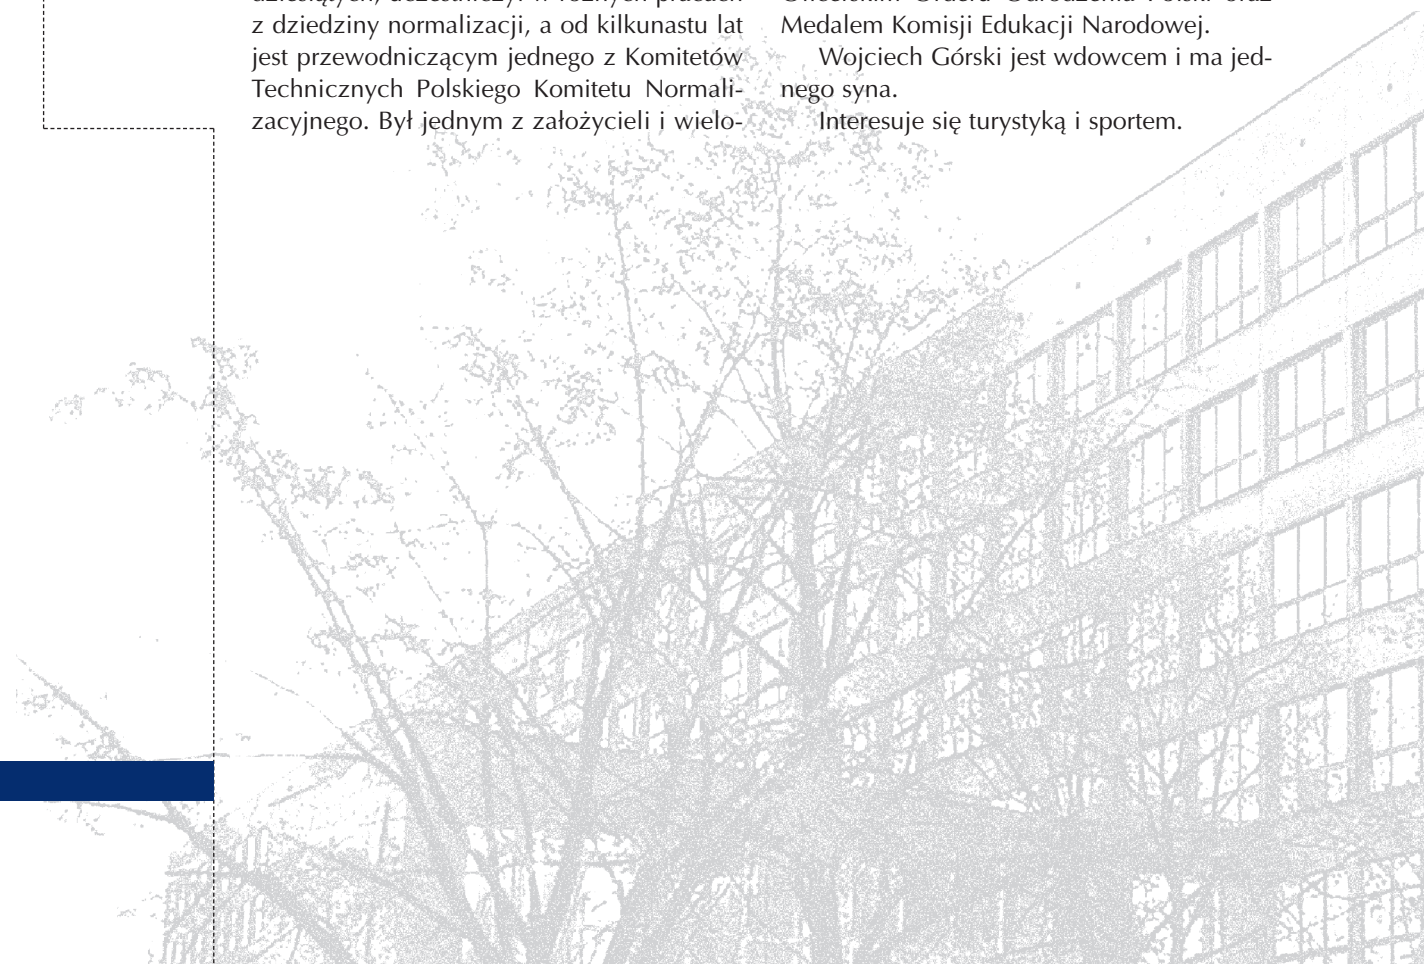 z dziedziny normalizacji, a od kilkunastu lat
jest przewodniczącym jednego z Komitetów
Technicznych Polskiego Komitetu Normali-
zacyjnego. Był jednym z założycieli i wielo-
Medalem Komisji Edukacji Narodowej.
Wojciech Górski jest wdowcem i ma jed-
nego syna.
Interesuje się turystyką i sportem.